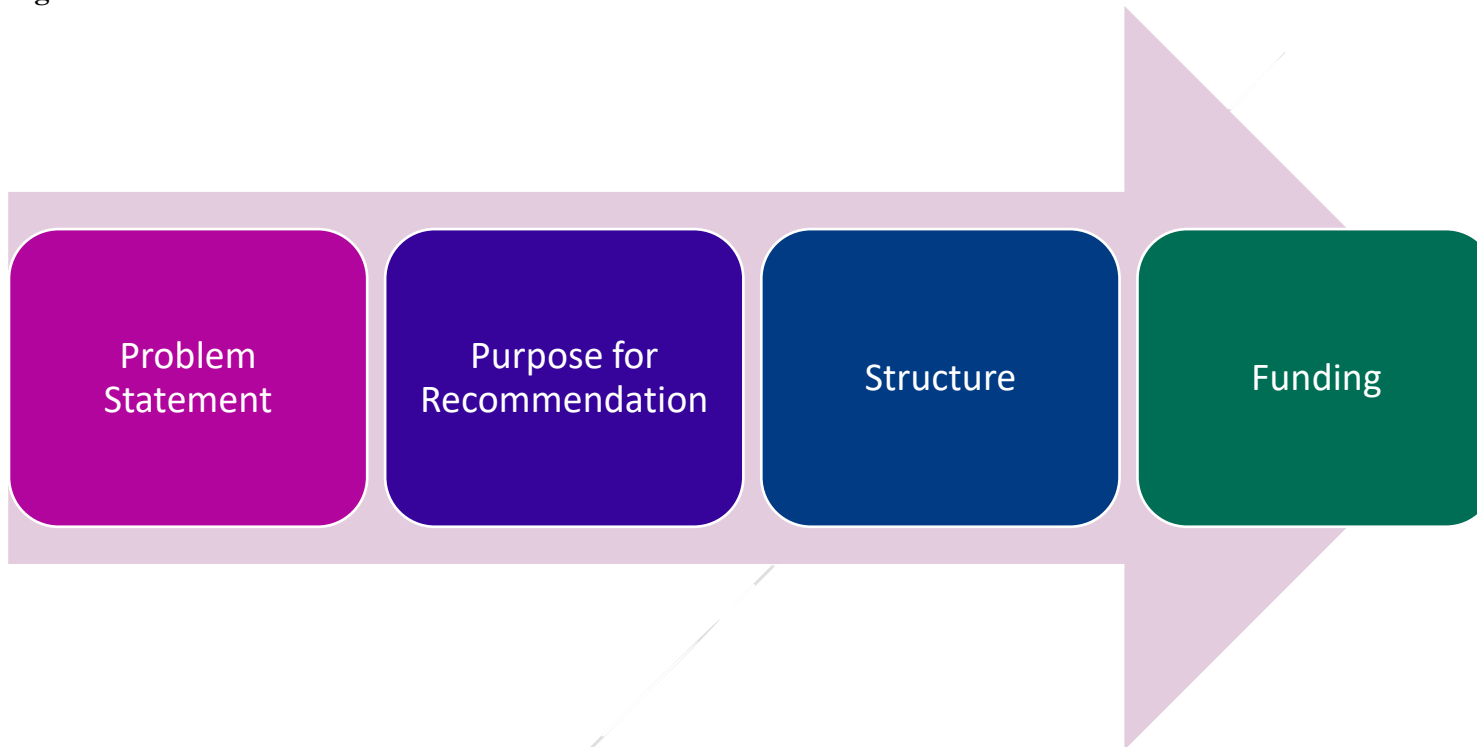 Problem
Statement
Purpose for
Recommendation
Structure
Funding